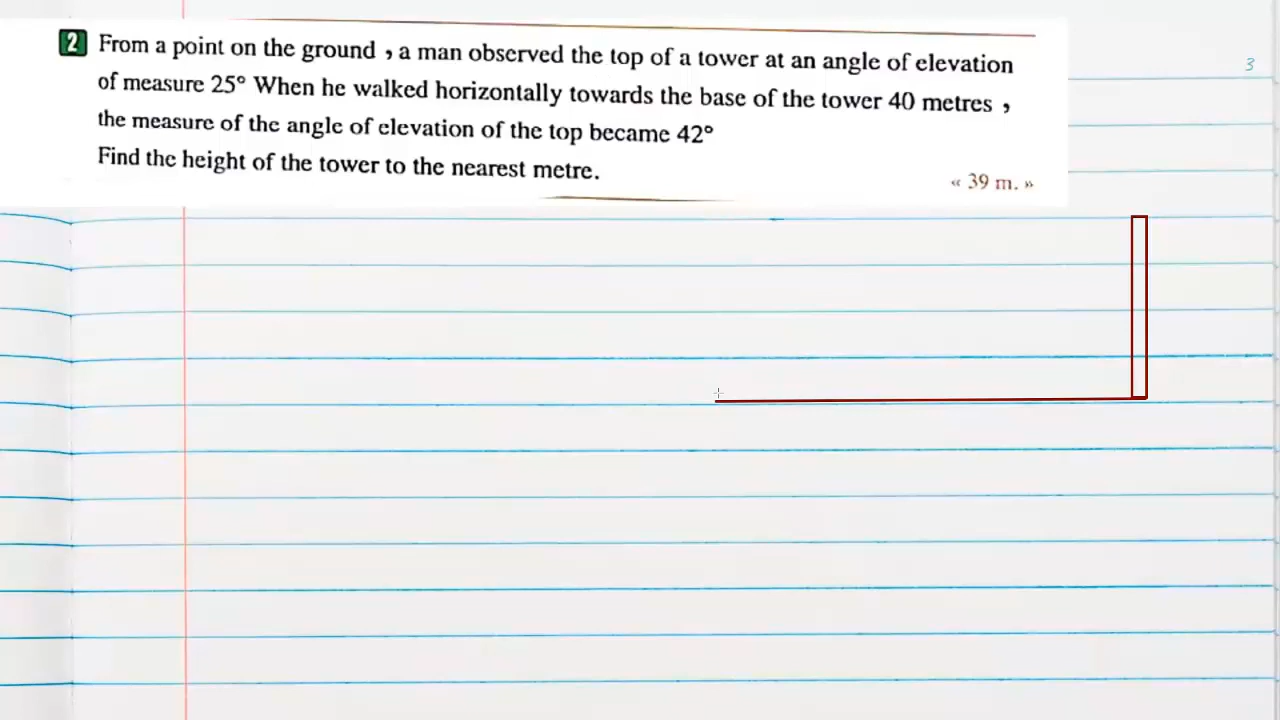 2 From a point on the ground , a man observed the top of a tower at an angle of elevation
of measure 25° When he walked horizontally towards the base of the tower 40 metres ,
the measure of the angle of elevation of the top became 42°
Find the height of the tower to the nearest metre.
« 39 m. »
3